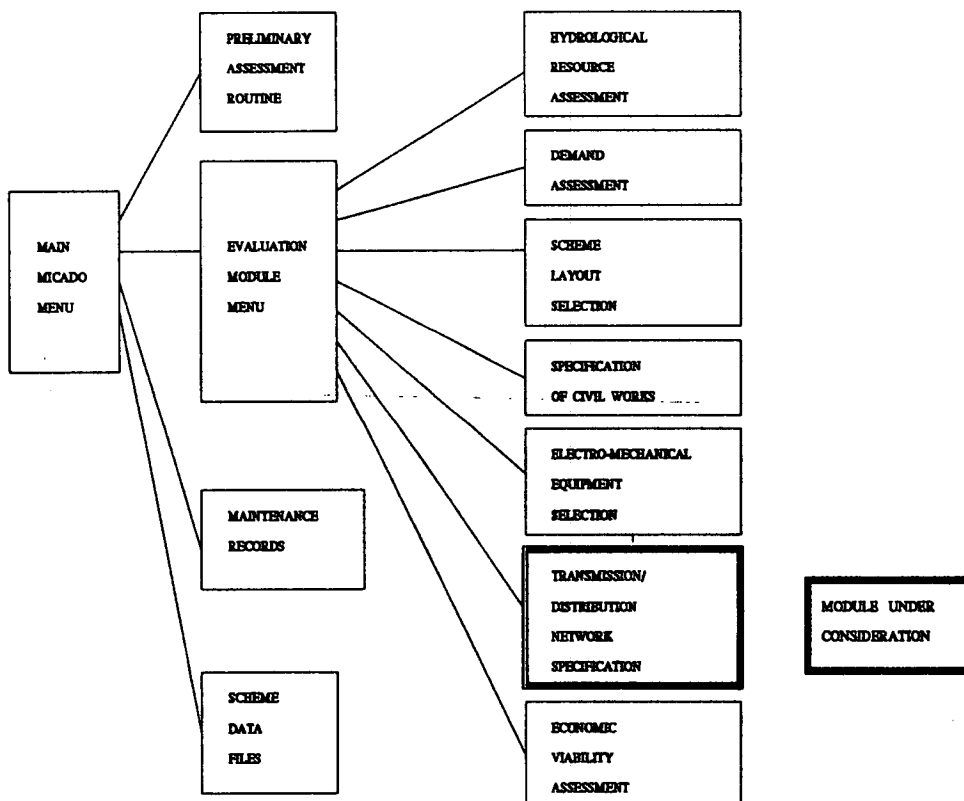 PRELIMINARY
ASSESSMENT
ROUTINE
HYDROLOGICAL
RESOURCE
ASSESSMENT
DEMAND
ASSESSMENT
MAIN
MICADO
MENU
EVALUATION
MODULE
MENU
SCHEME
LAYOUT
SELECTION
SPECIFICATION
OF CIVIL WORKS
ELECTRO-MECHANICAL
EQUIPMENT
SELECTION
MAINTENANCE
RECORDS
TRANSMISSION/
DISTRIBUTION
NETWORK
SPECIFICATION
MODULE UNDER
CONSIDERATION
SCHEME
DATA
FILES
ECONOMIC
VIABILITY
ASSESSMENT